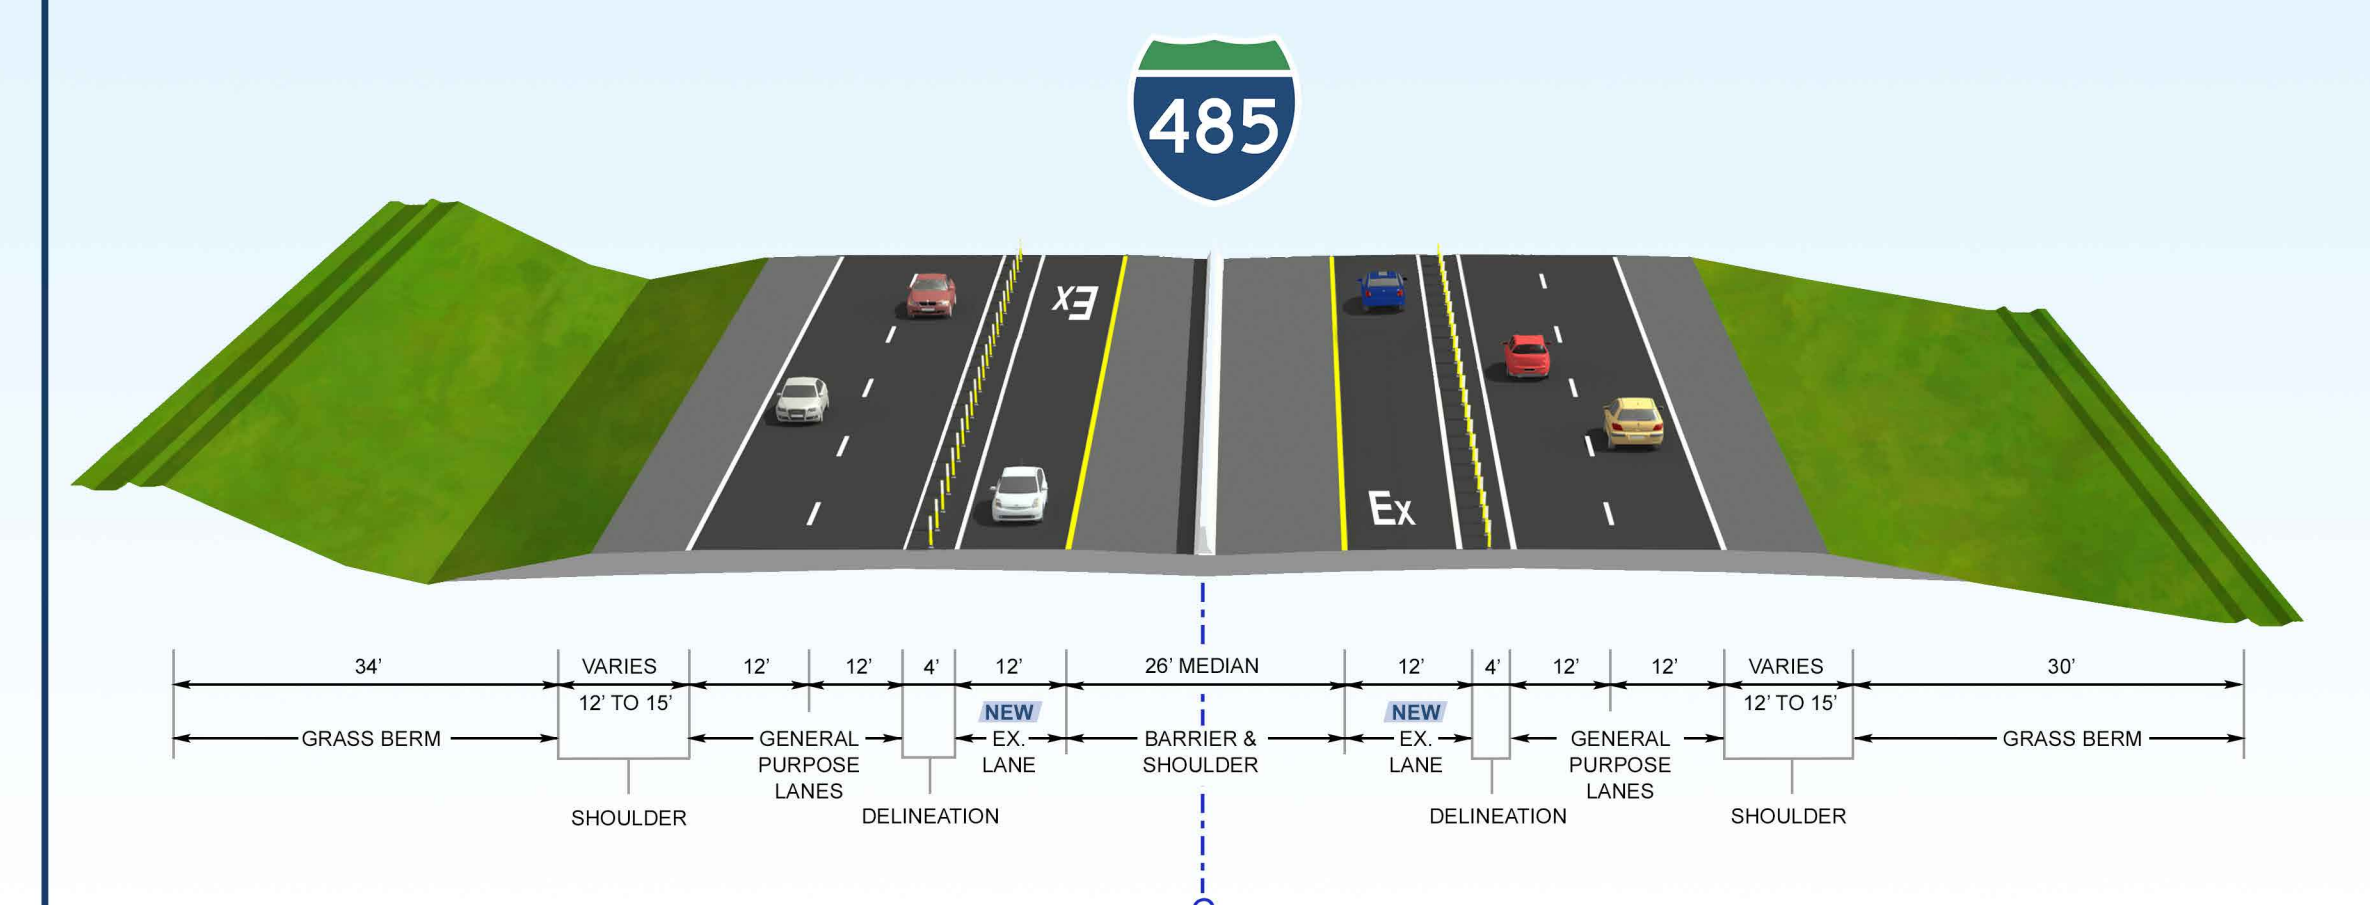 485
Ex
Ex
34’
VARIES
12’
12’
4’
12’
26’ MEDIAN
12’
4’
12’
12’
VARIES
30’
12’ TO 15’
12’ TO 15’
NEW
NEW
GRASS BERM
GENERAL
PURPOSE
LANES
EX.
LANE
BARRIER &
SHOULDER
EX.
LANE
GENERAL
PURPOSE
LANES
GRASS BERM
SHOULDER
DELINEATION
DELINEATION
SHOULDER